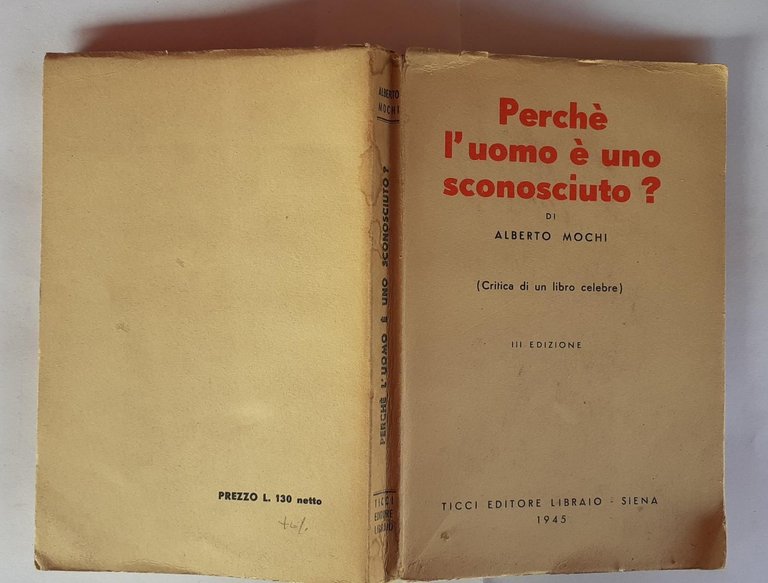 Perchè
l'uomo è uno
sconosciuto ?
DI
ALBERTO MOCHI
(Critica di un libro celebre)
III EDIZIONE
TICCI EDITORE LIBRAIO - SIENA
1945
ALBERTO
MOCHI
PERCHÈ L'UOMO È UNO SCONOSCIUTO ?
TICCI
EDITORE
LIBRAIO
PREZZO L. 130 netto